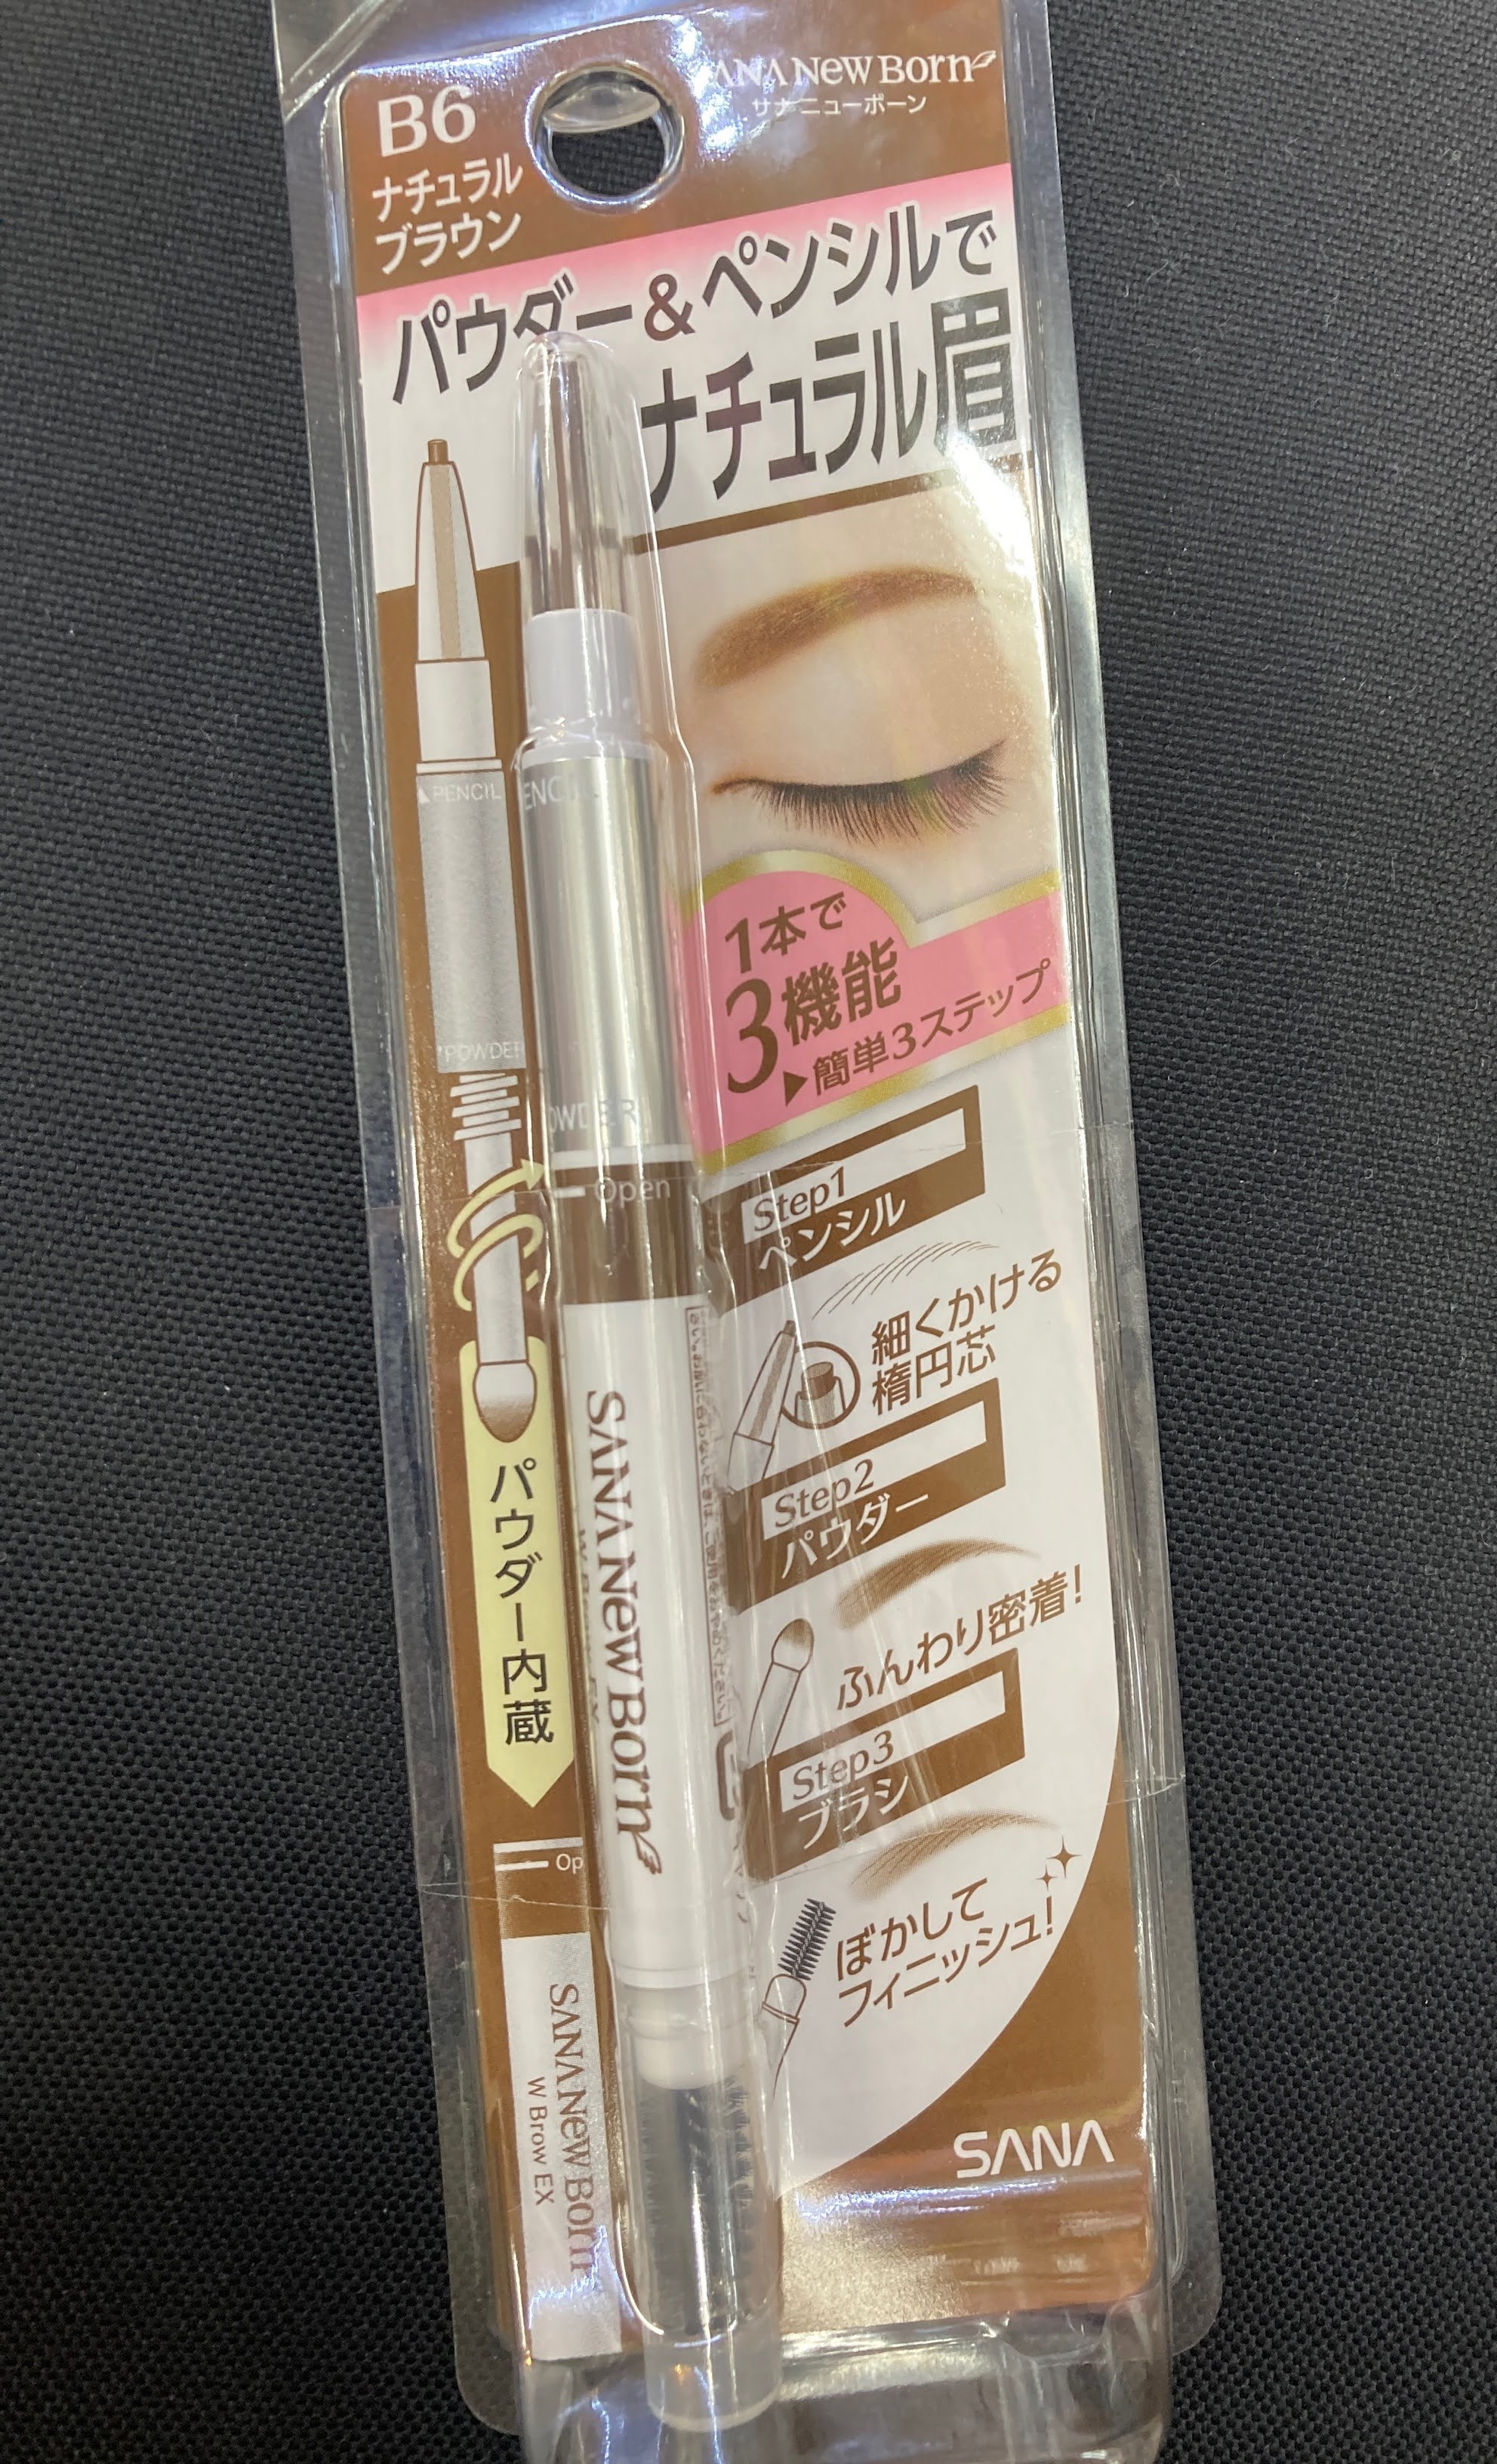 B6
ナチュラル
ブラウン
SANA New Born
サナ ニューボーン
パウダー&ペンシルで
ナチュラル眉
PENCIL
POWDER
パウダー内蔵
Op
SANA New Born
W Brow EX
Open
SANA New Born
1本で
3機能
▶簡単3ステップ
Step1
ペンシル
細くかける
楕円芯
Step2
パウダー
ふんわり密着!
Step3
ブラシ
ぼかして
フィニッシュ!
SANA